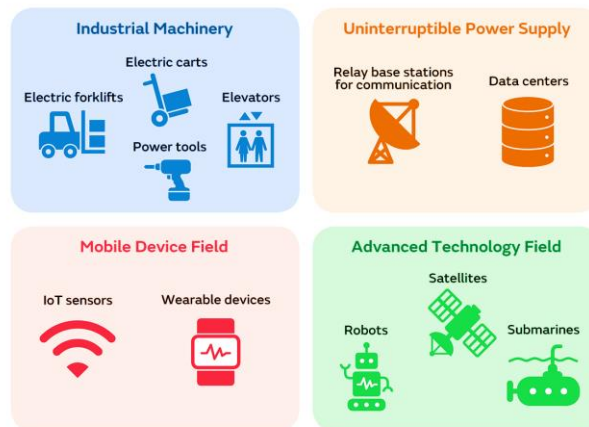 Industrial Machinery
Electric carts
Electric forklifts
Elevators
Power tools
Uninterruptible Power Supply
Relay base stations
for communication
Data centers
Mobile Device Field
IoT sensors
Wearable devices
Advanced Technology Field
Satellites
Robots
Submarines